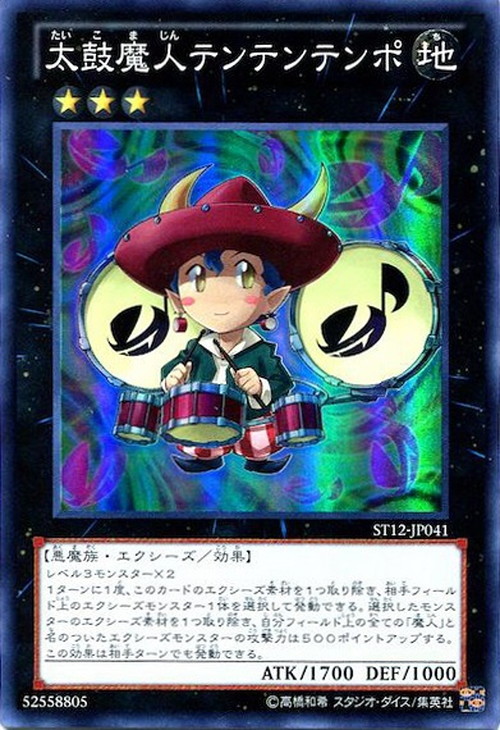 太鼓魔人テンテンテンポ 地
ST12-JP041
【悪魔族・エクシーズ/効果】
レベル3モンスター×2
1ターンに1度、このカードのエクシーズ素材を1つ取り除き、相手フィール
ド上のエクシーズモンスター1体を選択して発動できる。選択したモンス
ターのエクシーズ素材を1つ取り除き、自分フィールド上の全ての「魔人」と
名のついたエクシーズモンスターの攻撃力は500ポイントアップする。
この効果は相手ターンでも発動できる。
ATK/1700 DEF/1000
52558805 ©高橋和希 スタジオ・ダイス/集英社